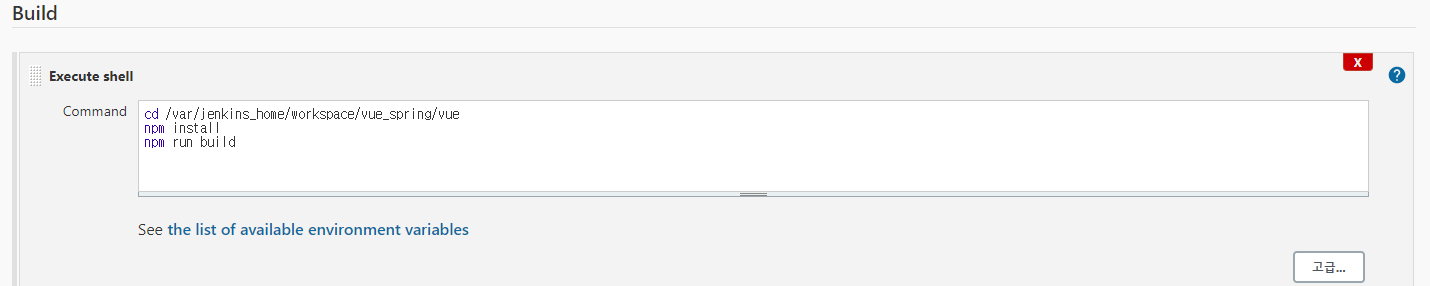 Build
Execute shell
X
?
Command
cd /var/jenkins_home/workspace/vue_spring/vue
npm install
npm run build
See the list of available environment variables
고급...